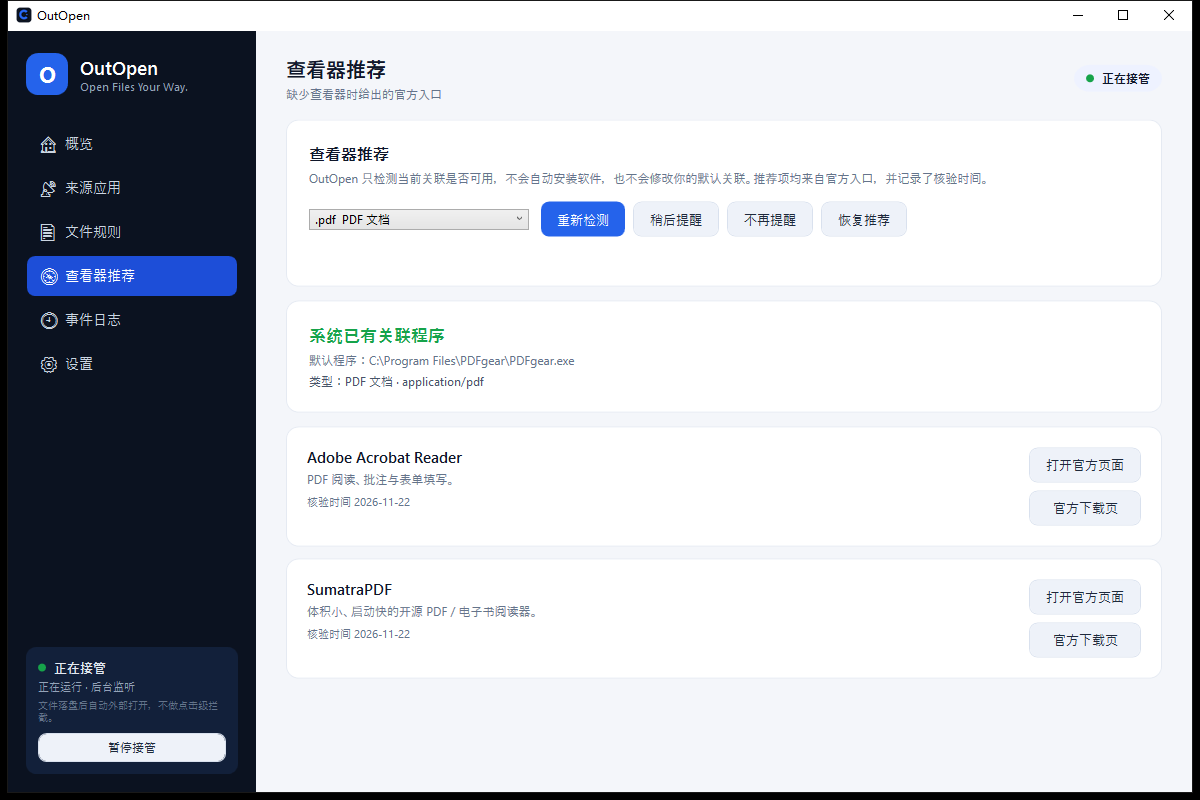 OutOpen
O
OutOpen
Open Files Your Way.
概览
来源应用
文件规则
查看器推荐
事件日志
设置
正在接管
正在运行 · 后台监听
文件落盘后自动外部打开，不做点击级拦
截。
暂停接管
查看器推荐
缺少查看器时给出的官方入口
正在接管
查看器推荐
OutOpen 只检测当前关联是否可用，不会自动安装软件，也不会修改你的默认关联。推荐项均来自官方入口，并记录了核验时间。
.pdf PDF 文档
重新检测
稍后提醒
不再提醒
恢复推荐
系统已有关联程序
默认程序：C:\Program Files\PDFgear\PDFgear.exe
类型：PDF 文档 · application/pdf
Adobe Acrobat Reader
PDF 阅读、批注与表单填写。
核验时间 2026-11-22
打开官方页面
官方下载页
SumatraPDF
体积小、启动快的开源 PDF / 电子书阅读器。
核验时间 2026-11-22
打开官方页面
官方下载页